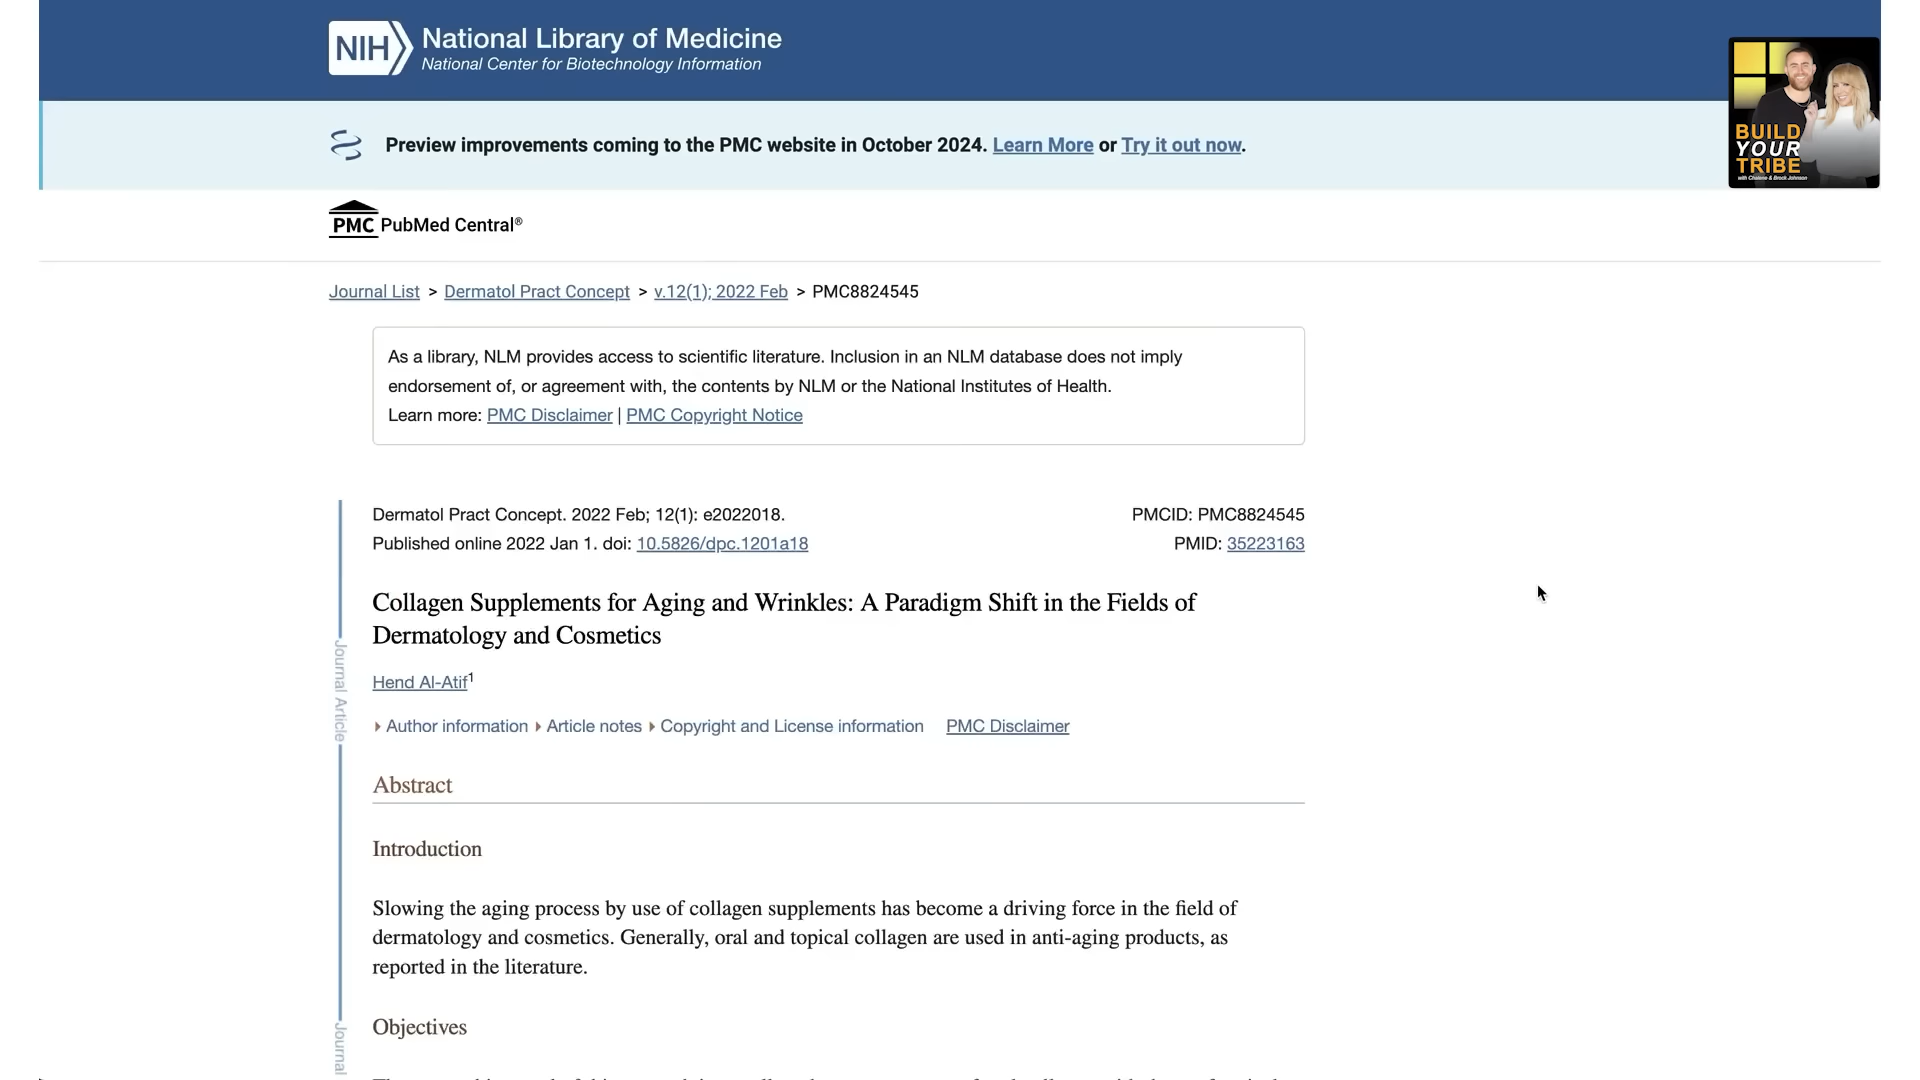 NIH National Library of Medicine
National Center for Biotechnology Information
Preview improvements coming to the PMC website in October 2024. Learn More or Try it out now.
BUILD
YOUR
TRIBE
with Chalene & Brock Johnson
PMC PubMed Central®
Journal List > Dermatol Pract Concept > v.12(1); 2022 Feb > PMC8824545
As a library, NLM provides access to scientific literature. Inclusion in an NLM database does not imply
endorsement of, or agreement with, the contents by NLM or the National Institutes of Health.
Learn more: PMC Disclaimer | PMC Copyright Notice
Dermatol Pract Concept. 2022 Feb; 12(1): e2022018.
PMCID: PMC8824545
Published online 2022 Jan 1. doi: 10.5826/dpc.1201a18
PMID: 35223163
Collagen Supplements for Aging and Wrinkles: A Paradigm Shift in the Fields of
Dermatology and Cosmetics
Hend Al-Atif1
Author information Article notes Copyright and License information PMC Disclaimer
Journal Article
Abstract
Introduction
Slowing the aging process by use of collagen supplements has become a driving force in the field of
dermatology and cosmetics. Generally, oral and topical collagen are used in anti-aging products, as
reported in the literature.
Objectives
Journal